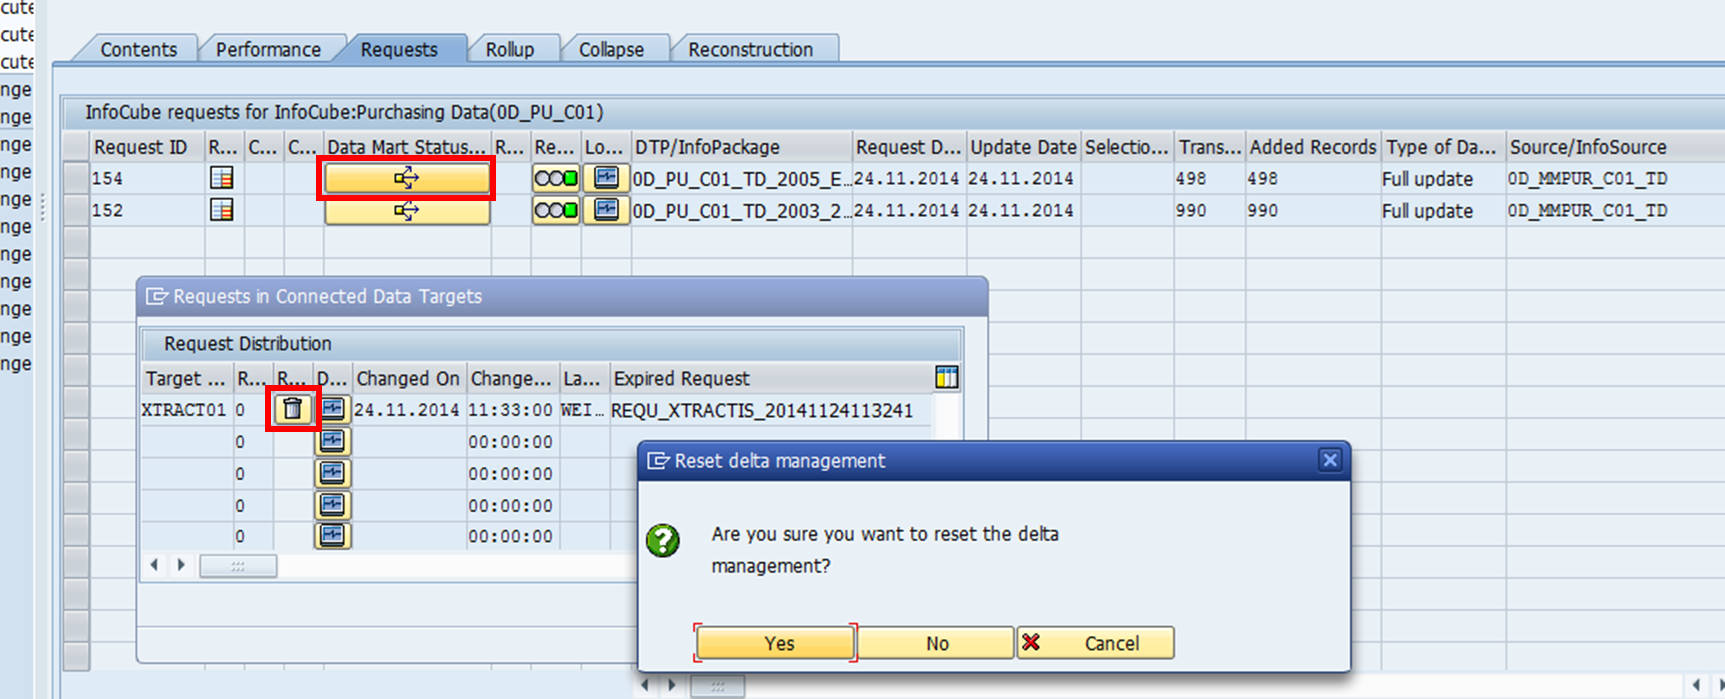 cute
cute
cute
nge
nge
nge
nge
nge
nge
nge
nge
nge
nge
nge
Contents Performance Requests Rollup Collapse Reconstruction
InfoCube requests for InfoCube:Purchasing Data(0D_PU_C01)
Request ID R... C... C... Data Mart Status... R... Re... Lo... DTP/InfoPackage Request D... Update Date Selectio... Trans... Added Records Type of Da... Source/InfoSource
154 0D_PU_C01_TD_2005_E... 24.11.2014 24.11.2014 498 498 Full update 0D_MMPUR_C01_TD
152 0D_PU_C01_TD_2003_2... 24.11.2014 24.11.2014 990 990 Full update 0D_MMPUR_C01_TD
Requests in Connected Data Targets
Request Distribution
Target ... R... R... D... Changed On Change... La... Expired Request
XTRACT01 0 24.11.2014 11:33:00 WEI... REQU_XTRACTIS_20141124113241
0 00:00:00
0 00:00:00
0 00:00:00
0 00:00:00
Reset delta management
Are you sure you want to reset the delta
management?
Yes No Cancel